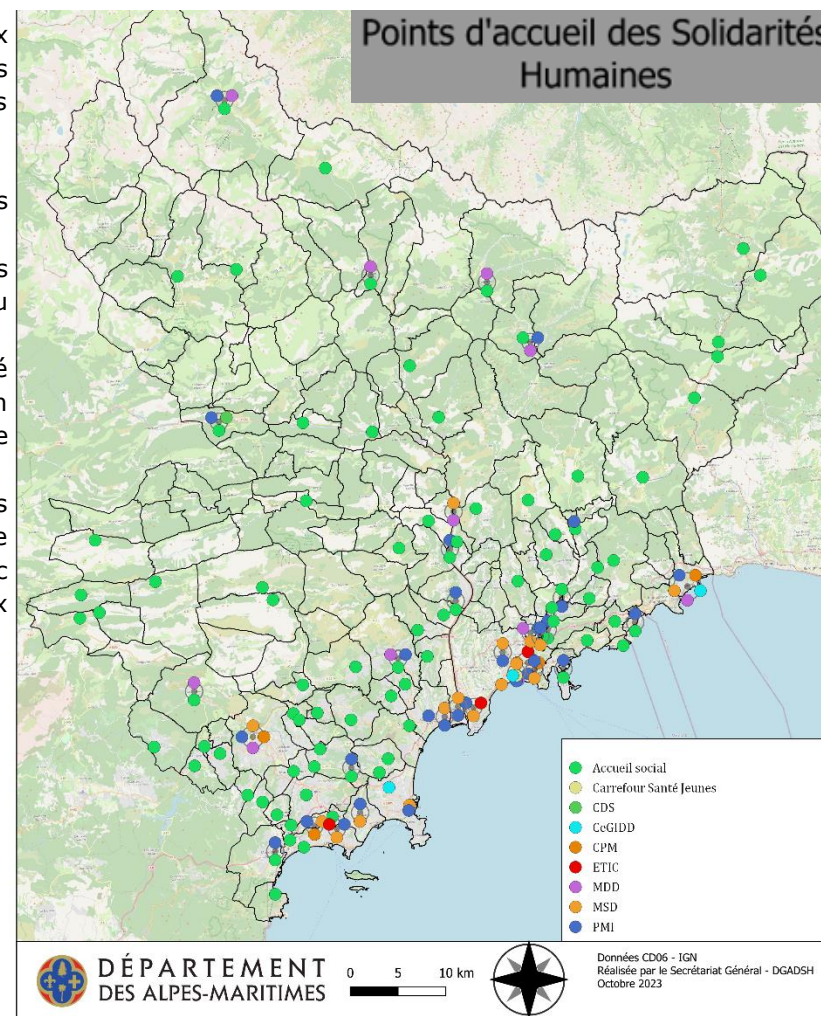 x
s
s
s
s
u
é
n
e
s
e
c
x
Points d'accueil des Solidarités
Humaines
Accueil social
Carrefour Santé Jeunes
CDS
CeGIDD
CPM
ETIC
MDD
MSD
PMI
DÉPARTEMENT
DES ALPES-MARITIMES
0 5 10 km
Données CD06 - IGN
Réalisée par le Secrétariat Général - DGADSH
Octobre 2023